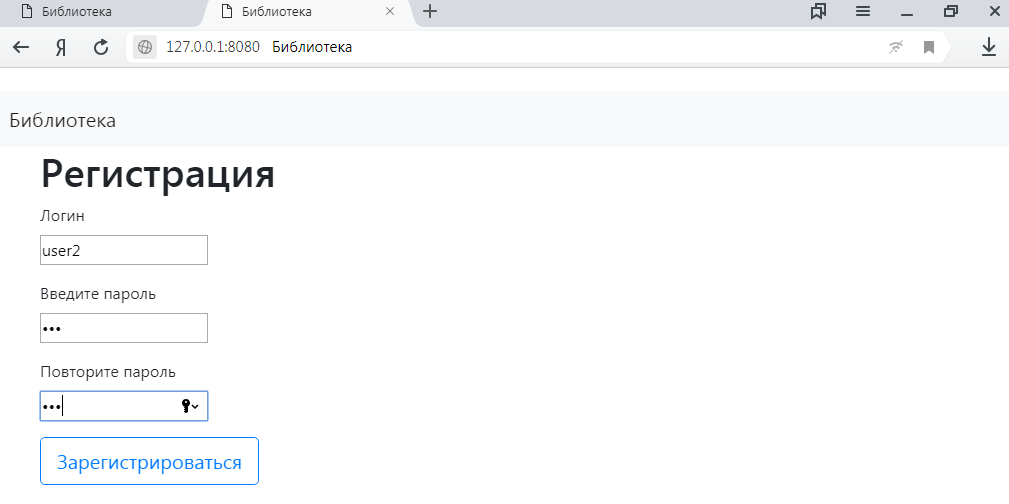 Библиотека
Библиотека
Я
127.0.0.1:8080 Библиотека
Библиотека
Регистрация
Логин
user2
Введите пароль
•••
Повторите пароль
•••
Зарегистрироваться